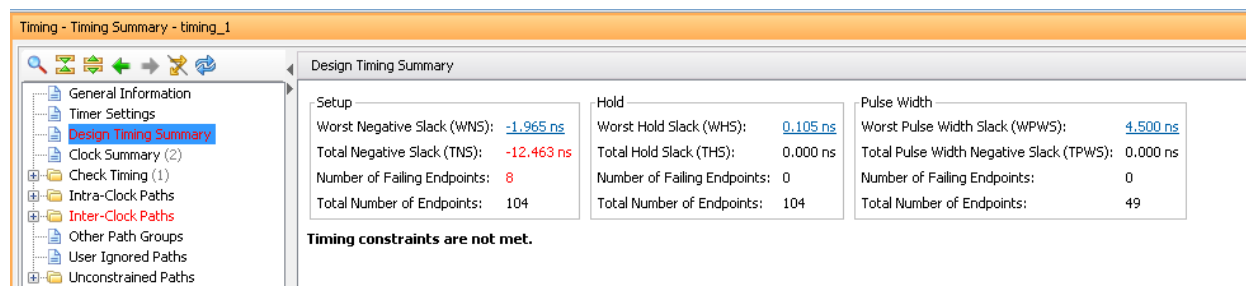 Timing - Timing Summary - timing_1
General Information
Timer Settings
Design Timing Summary
Clock Summary (2)
Check Timing (1)
Intra-Clock Paths
Inter-Clock Paths
Other Path Groups
User Ignored Paths
Unconstrained Paths
Design Timing Summary
Setup
Worst Negative Slack (WNS): -1.965 ns
Total Negative Slack (TNS): -12.463 ns
Number of Failing Endpoints: 8
Total Number of Endpoints: 104
Hold
Worst Hold Slack (WHS): 0.105 ns
Total Hold Slack (THS): 0.000 ns
Number of Failing Endpoints: 0
Total Number of Endpoints: 104
Pulse Width
Worst Pulse Width Slack (WPWS): 4.500 ns
Total Pulse Width Negative Slack (TPWS): 0.000 ns
Number of Failing Endpoints: 0
Total Number of Endpoints: 49
Timing constraints are not met.